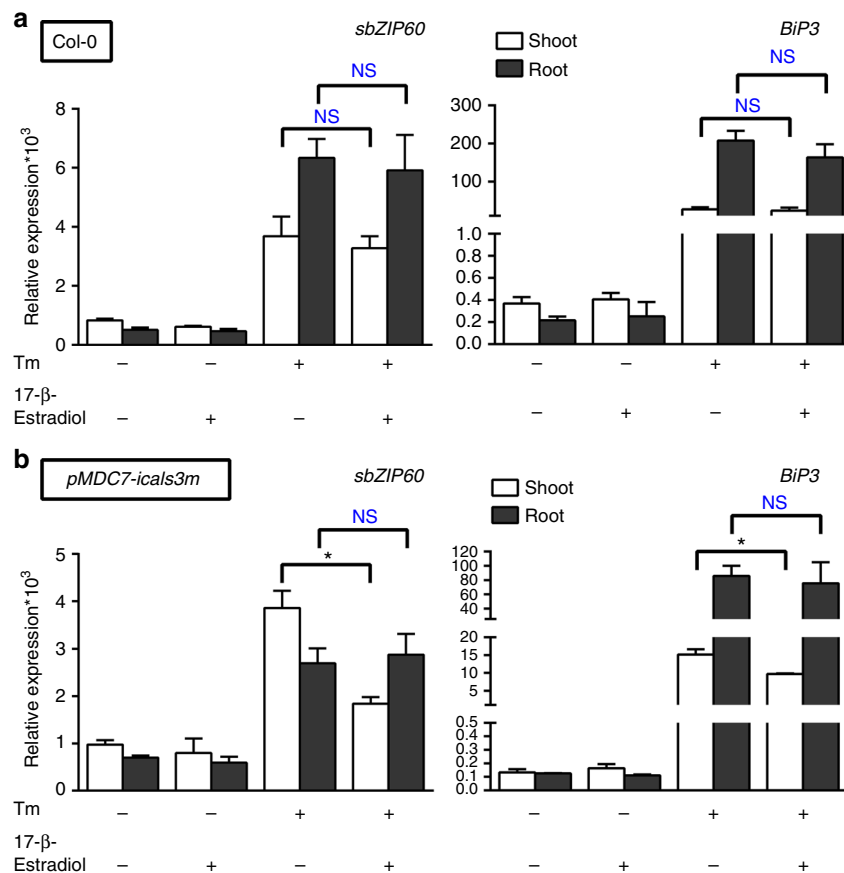 a
Col-0
sbZIP60
BiP3
Shoot
Root
NS
NS
NS
NS
Relative expression*10³
8
6
4
2
0
300
200
100
1.0
0.8
0.6
0.4
0.2
0.0
Tm – – + + – – + +
17-β-
Estradiol – + – + – + – +
b
pMDC7-icals3m
sbZIP60
BiP3
Shoot
Root
NS
*
NS
*
Relative expression*10³
5
4
3
2
1
0
120
100
80
60
40
20
15
10
5
0.5
0.4
0.3
0.2
0.1
0.0
Tm – – + + – – + +
17-β-
Estradiol – + – + – + – +